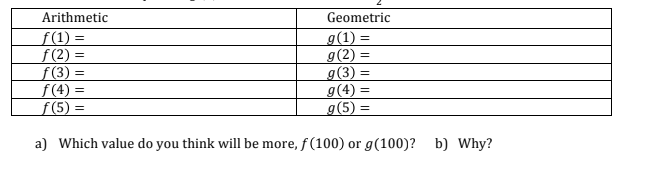 Arithmetic Geometric
f(1) = g(1) =
f(2) = g(2) =
f(3) = g(3) =
f(4) = g(4) =
f(5) = g(5) =
a) Which value do you think will be more, f(100) or g(100)? b) Why?